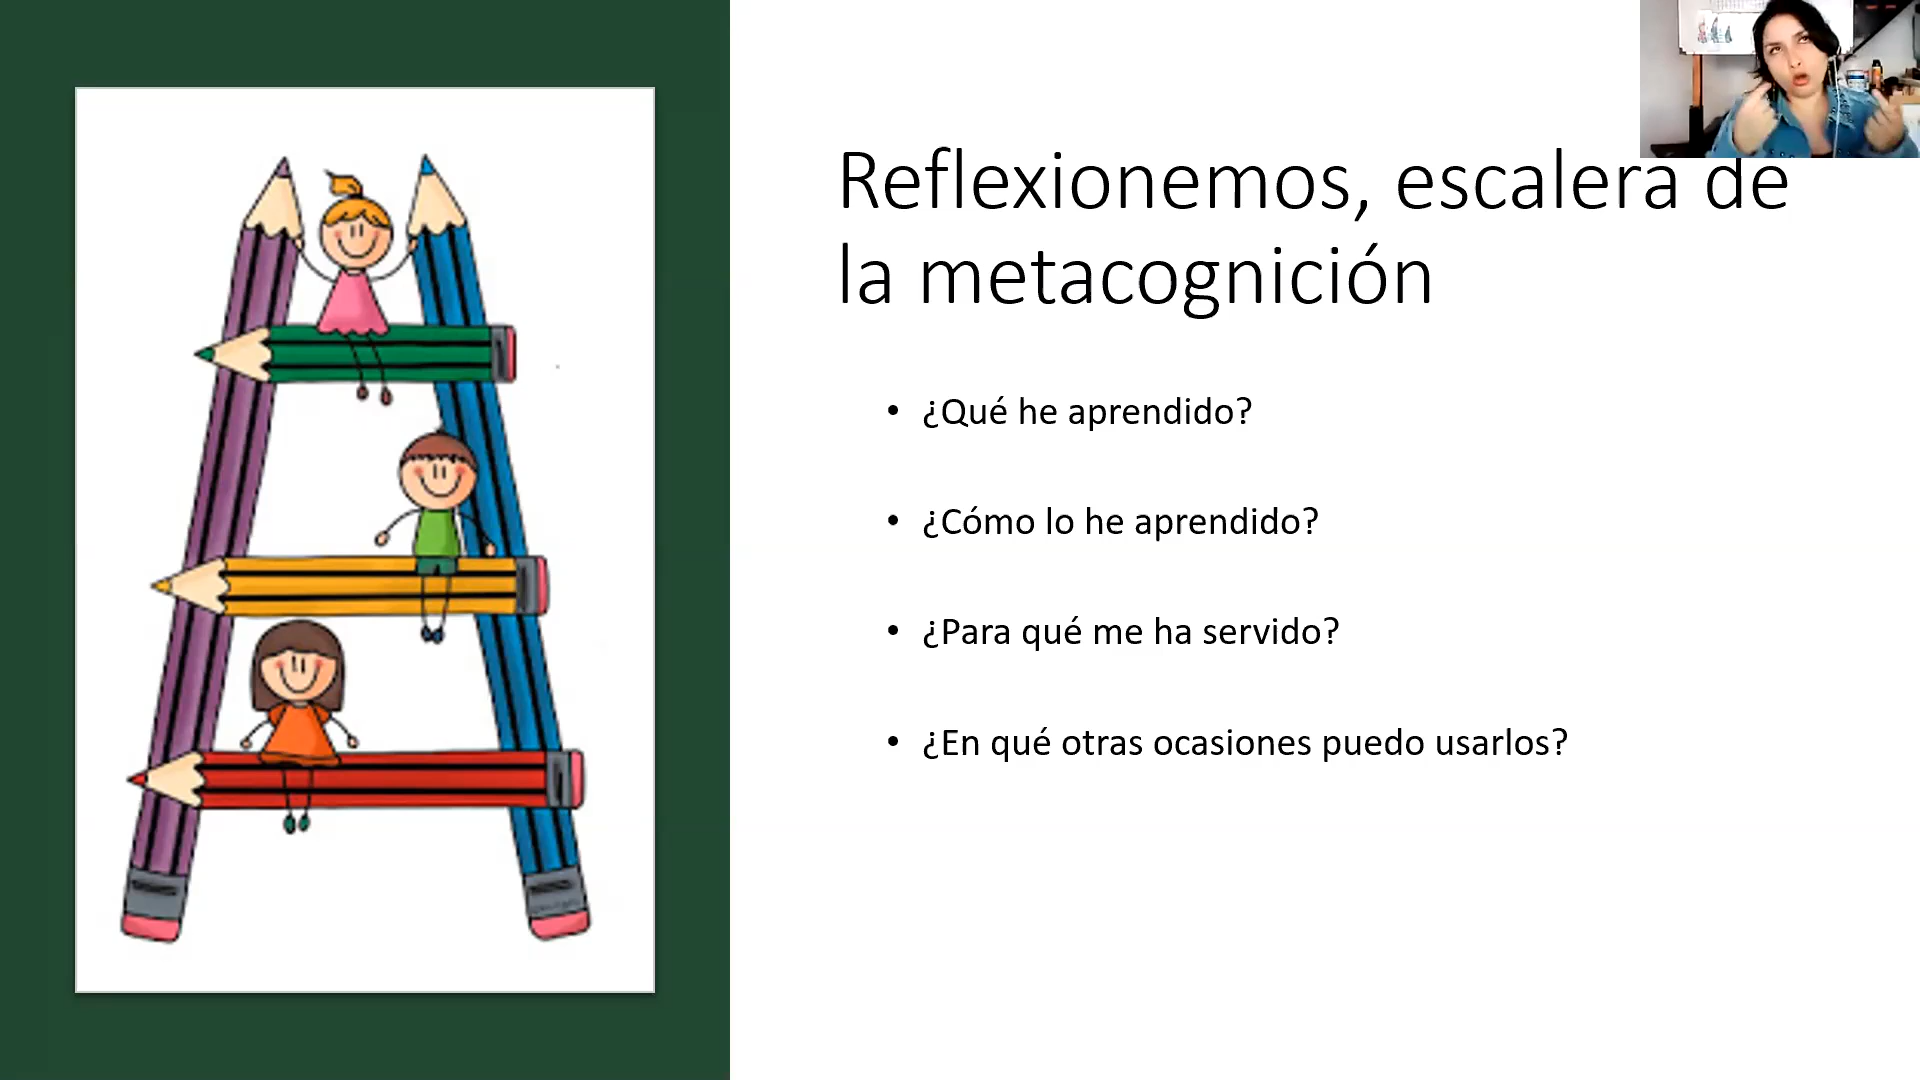 Reflexionemos, escalera de
la metacognición
• ¿Qué he aprendido?
• ¿Cómo lo he aprendido?
• ¿Para qué me ha servido?
• ¿En qué otras ocasiones puedo usarlos?